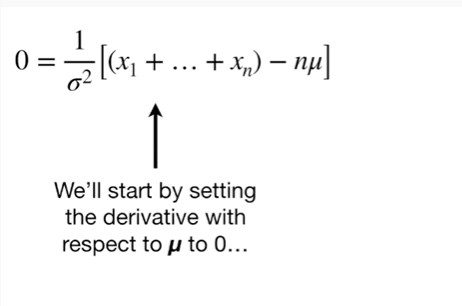 0 = 1/σ² [(x₁ + … + xₙ) − nμ]
We’ll start by setting
the derivative with
respect to μ to 0…